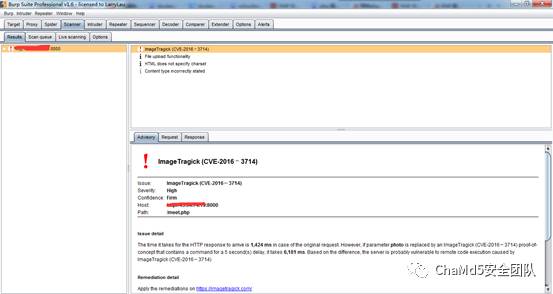 Burp Suite Professional v1.6 - licensed to LarryLau
Burp Intruder Repeater Window Help
Target Proxy Spider Scanner Intruder Repeater Sequencer Decoder Comparer Extender Options Alerts
Results Scan queue Live scanning Options
:8000
ImageTragick (CVE-2016-3714)
File upload functionality
HTML does not specify charset
Content type incorrectly stated
Advisory Request Response
ImageTragick (CVE-2016-3714)
Issue: ImageTragick (CVE-2016-3714)
Severity: High
Confidence: Firm
Host: :8000
Path: /meet.php
Issue detail
The time it takes for the HTTP response to arrive is 1,424 ms in case of the original request. However, if parameter photo is replaced by an ImageTragick (CVE-2016-3714) proof-of-
concept that contains a command for a 5 second(s) delay, it takes 6,181 ms. Based on the difference, the server is probably vulnerable to remote code execution caused by
ImageTragick (CVE-2016-3714)
Remediation detail
Apply the remediations on https://imagetragick.com/
ChaMd5安全团队